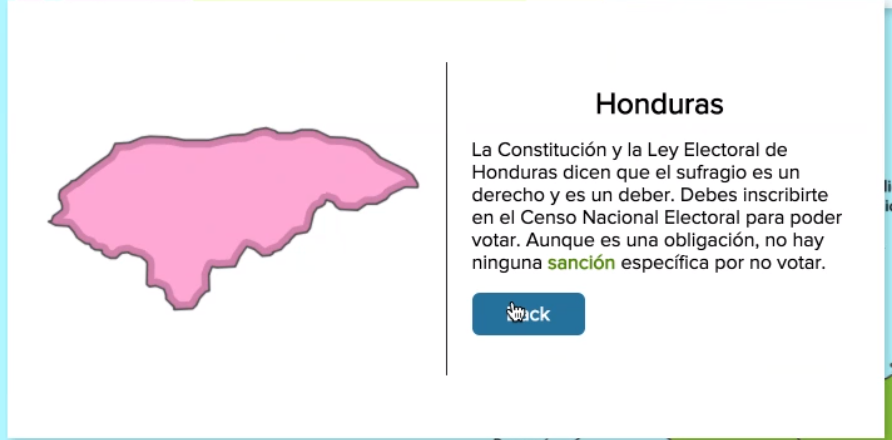 Honduras
La Constitución y la Ley Electoral de
Honduras dicen que el sufragio es un
derecho y es un deber. Debes inscribirte
en el Censo Nacional Electoral para poder
votar. Aunque es una obligación, no hay
ninguna sanción específica por no votar.